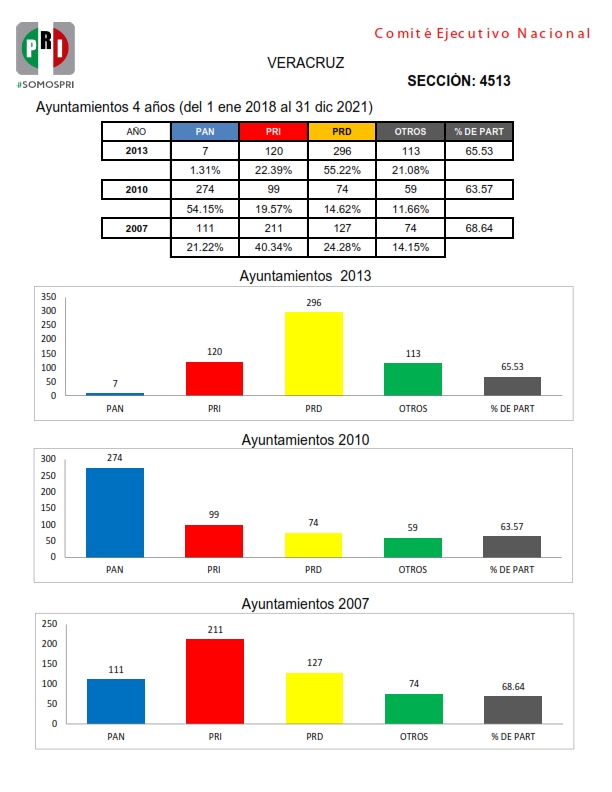 Comité Ejecutivo Nacional
PRI
#SOMOSPRI
VERACRUZ
SECCIÓN: 4513
Ayuntamientos 4 años (del 1 ene 2018 al 31 dic 2021)
AÑO PAN PRI PRD OTROS % DE PART
2013 7 120 296 113 65.53
1.31% 22.39% 55.22% 21.08%
2010 274 99 74 59 63.57
54.15% 19.57% 14.62% 11.66%
2007 111 211 127 74 68.64
21.22% 40.34% 24.28% 14.15%
Ayuntamientos 2013
350
300
250
200
150
100
50
0
7 120 296 113 65.53
PAN PRI PRD OTROS % DE PART
Ayuntamientos 2010
300
250
200
150
100
50
0
274 99 74 59 63.57
PAN PRI PRD OTROS % DE PART
Ayuntamientos 2007
250
200
150
100
50
0
111 211 127 74 68.64
PAN PRI PRD OTROS % DE PART